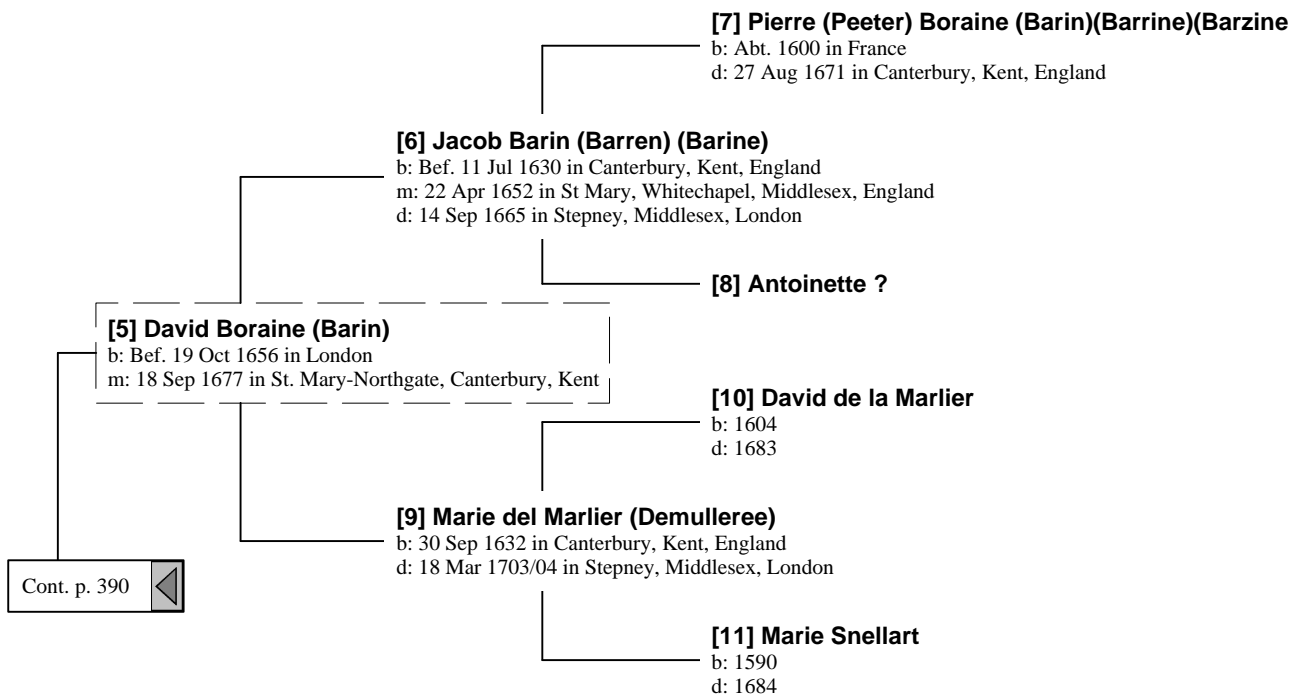 [7] Pierre (Peeter) Boraine (Barin)(Barrine)(Barzine
b: Abt. 1600 in France
d: 27 Aug 1671 in Canterbury, Kent, England
[6] Jacob Barin (Barren) (Barine)
b: Bef. 11 Jul 1630 in Canterbury, Kent, England
m: 22 Apr 1652 in St Mary, Whitechapel, Middlesex, England
d: 14 Sep 1665 in Stepney, Middlesex, London
[8] Antoinette ?
[5] David Boraine (Barin)
b: Bef. 19 Oct 1656 in London
m: 18 Sep 1677 in St. Mary-Northgate, Canterbury, Kent
[10] David de la Marlier
b: 1604
d: 1683
[9] Marie del Marlier (Demulleree)
b: 30 Sep 1632 in Canterbury, Kent, England
d: 18 Mar 1703/04 in Stepney, Middlesex, London
Cont. p. 390
[11] Marie Snellart
b: 1590
d: 1684